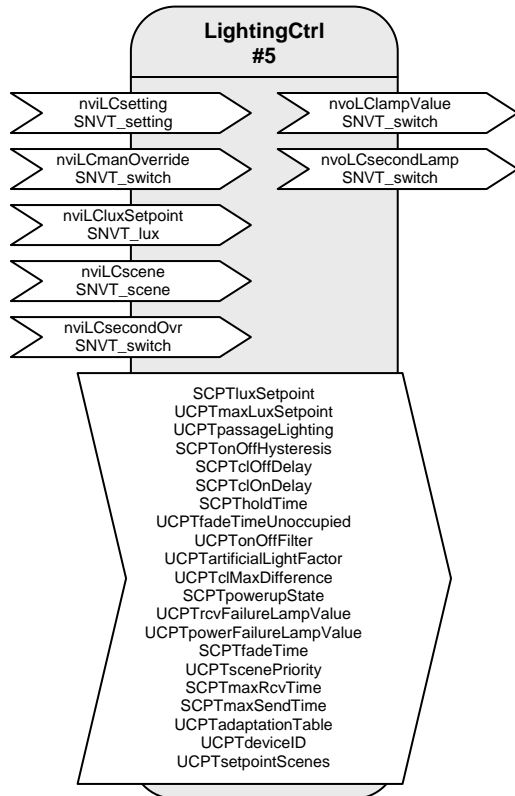 LightingCtrl
#5
nviLCsetting
SNVT_setting
nvoLClampValue
SNVT_switch
nviLCmanOverride
SNVT_switch
nvoLCsecondLamp
SNVT_switch
nviLCluxSetpoint
SNVT_lux
nviLCscene
SNVT_scene
nviLCsecondOvr
SNVT_switch
SCPTluxSetpoint
UCPTmaxLuxSetpoint
UCPTpassageLighting
SCPTonOffHysteresis
SCPTclOffDelay
SCPTclOnDelay
SCPTholdTime
UCPTfadeTimeUnoccupied
UCPTonOffFilter
UCPTartificialLightFactor
UCPTclMaxDifference
SCPTpowerupState
UCPTrcvFailureLampValue
UCPTpowerFailureLampValue
SCPTfadeTime
UCPTscenePriority
SCPTmaxRcvTime
SCPTmaxSendTime
UCPTadaptationTable
UCPTdeviceID
UCPTsetpointScenes